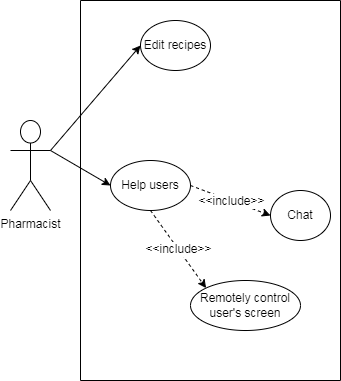 Edit recipes
Help users
<<include>>
Chat
Pharmacist
<<include>>
Remotely control
user's screen